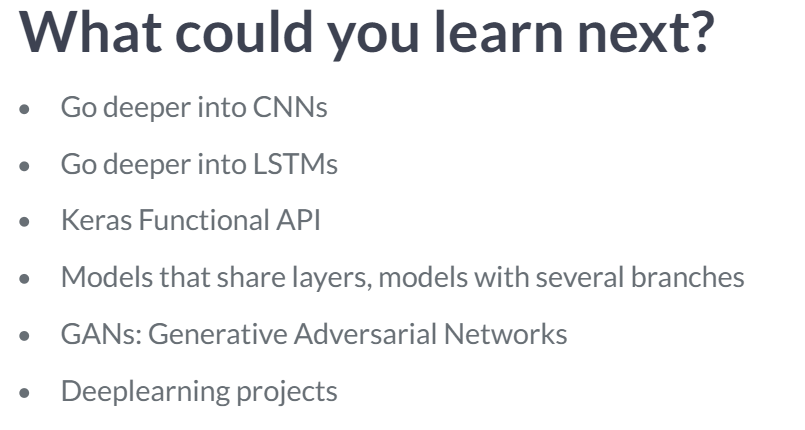 What could you learn next?
• Go deeper into CNNs
• Go deeper into LSTMs
• Keras Functional API
• Models that share layers, models with several branches
• GANs: Generative Adversarial Networks
• Deeplearning projects